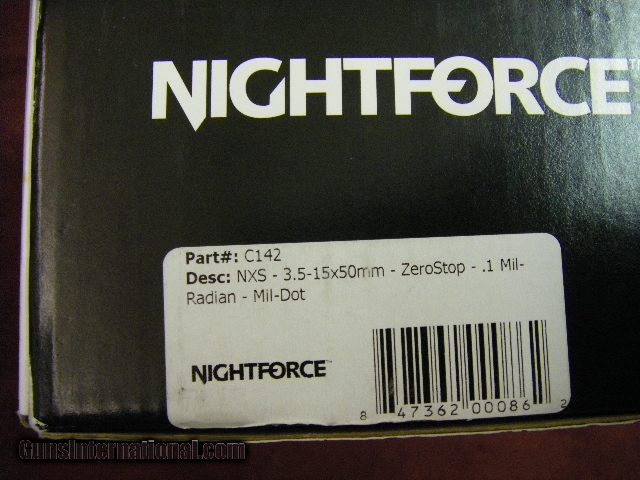 NIGHTFORCE
Part#: C142
Desc: NXS - 3.5-15x50mm - ZeroStop - .1 Mil-
Radian - Mil-Dot
NIGHTFORCE™
8 47362 00086 2
GunsInternational.com